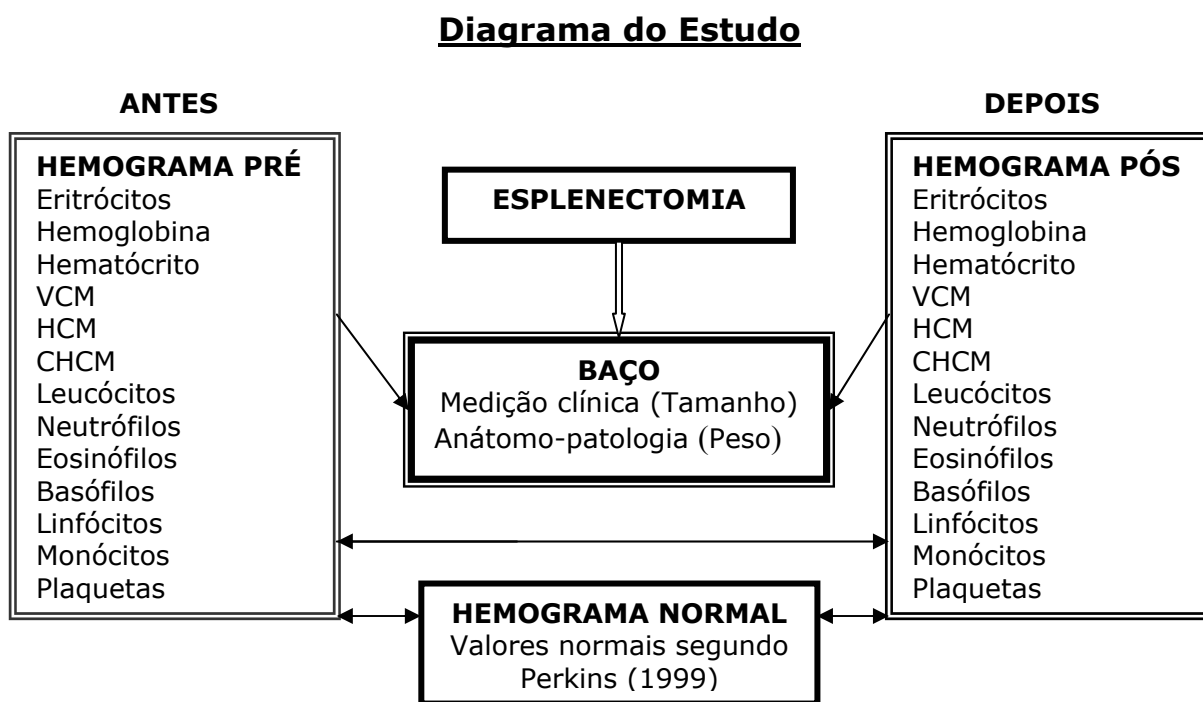 Diagrama do Estudo
ANTES
HEMOGRAMA PRÉ
Eritrócitos
Hemoglobina
Hematócrito
VCM
HCM
CHCM
Leucócitos
Neutrófilos
Eosinófilos
Basófilos
Linfócitos
Monócitos
Plaquetas
ESPLENECTOMIA
BAÇO
Medição clínica (Tamanho)
Anátomo-patologia (Peso)
HEMOGRAMA NORMAL
Valores normais segundo
Perkins (1999)
DEPOIS
HEMOGRAMA PÓS
Eritrócitos
Hemoglobina
Hematócrito
VCM
HCM
CHCM
Leucócitos
Neutrófilos
Eosinófilos
Basófilos
Linfócitos
Monócitos
Plaquetas